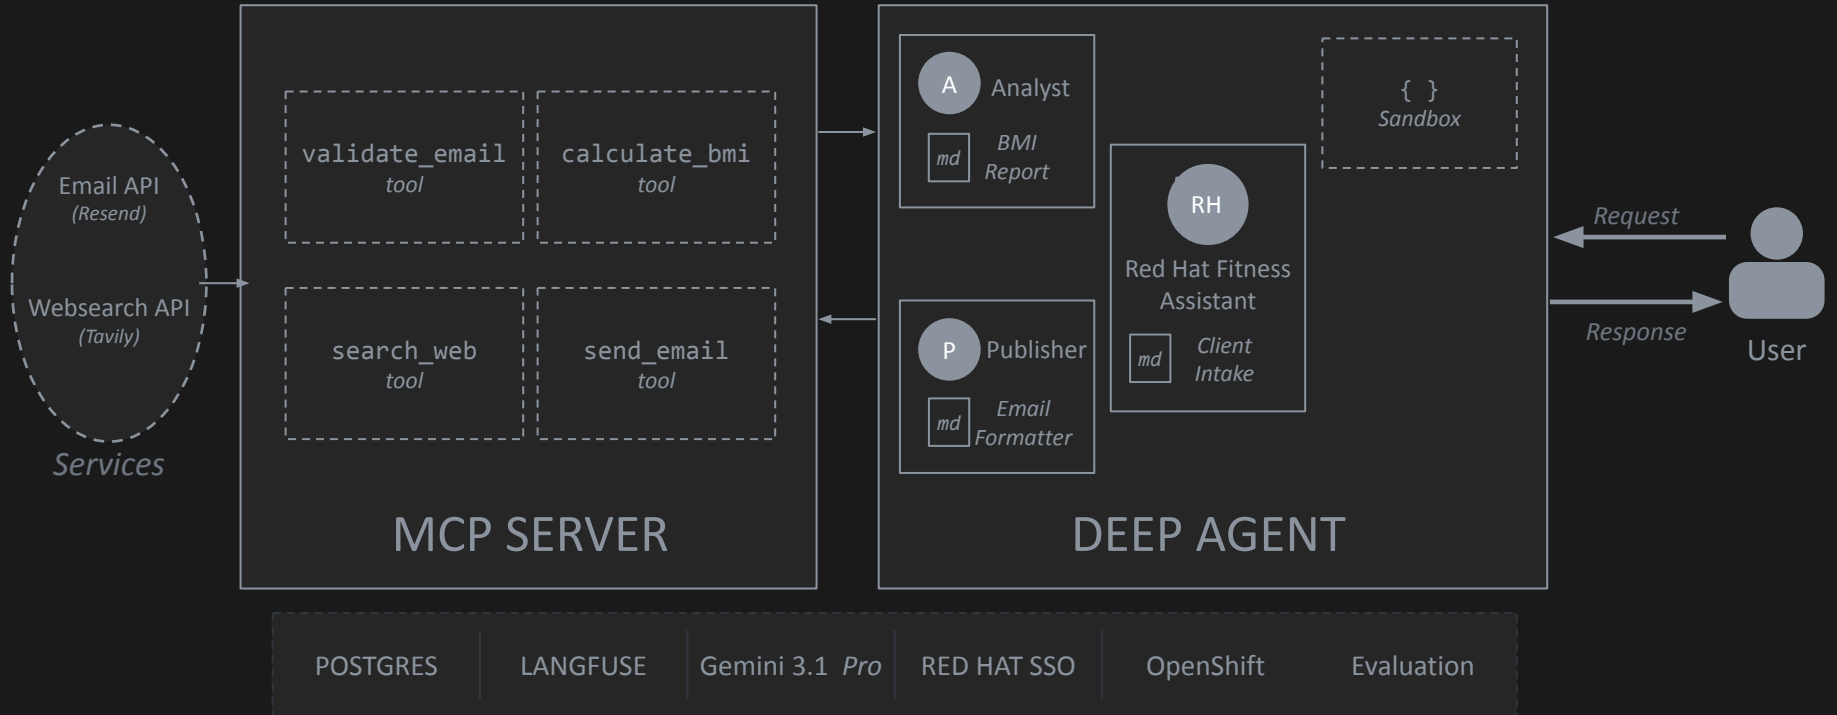 Email API
(Resend)
Websearch API
(Tavily)
Services
validate_email
tool
calculate_bmi
tool
search_web
tool
send_email
tool
MCP SERVER
A
Analyst
md
BMI
Report
P
Publisher
md
Email
Formatter
RH
Red Hat Fitness
Assistant
md
Client
Intake
{ }
Sandbox
DEEP AGENT
Request
Response
User
POSTGRES
LANGFUSE
Gemini 3.1 Pro
RED HAT SSO
OpenShift
Evaluation